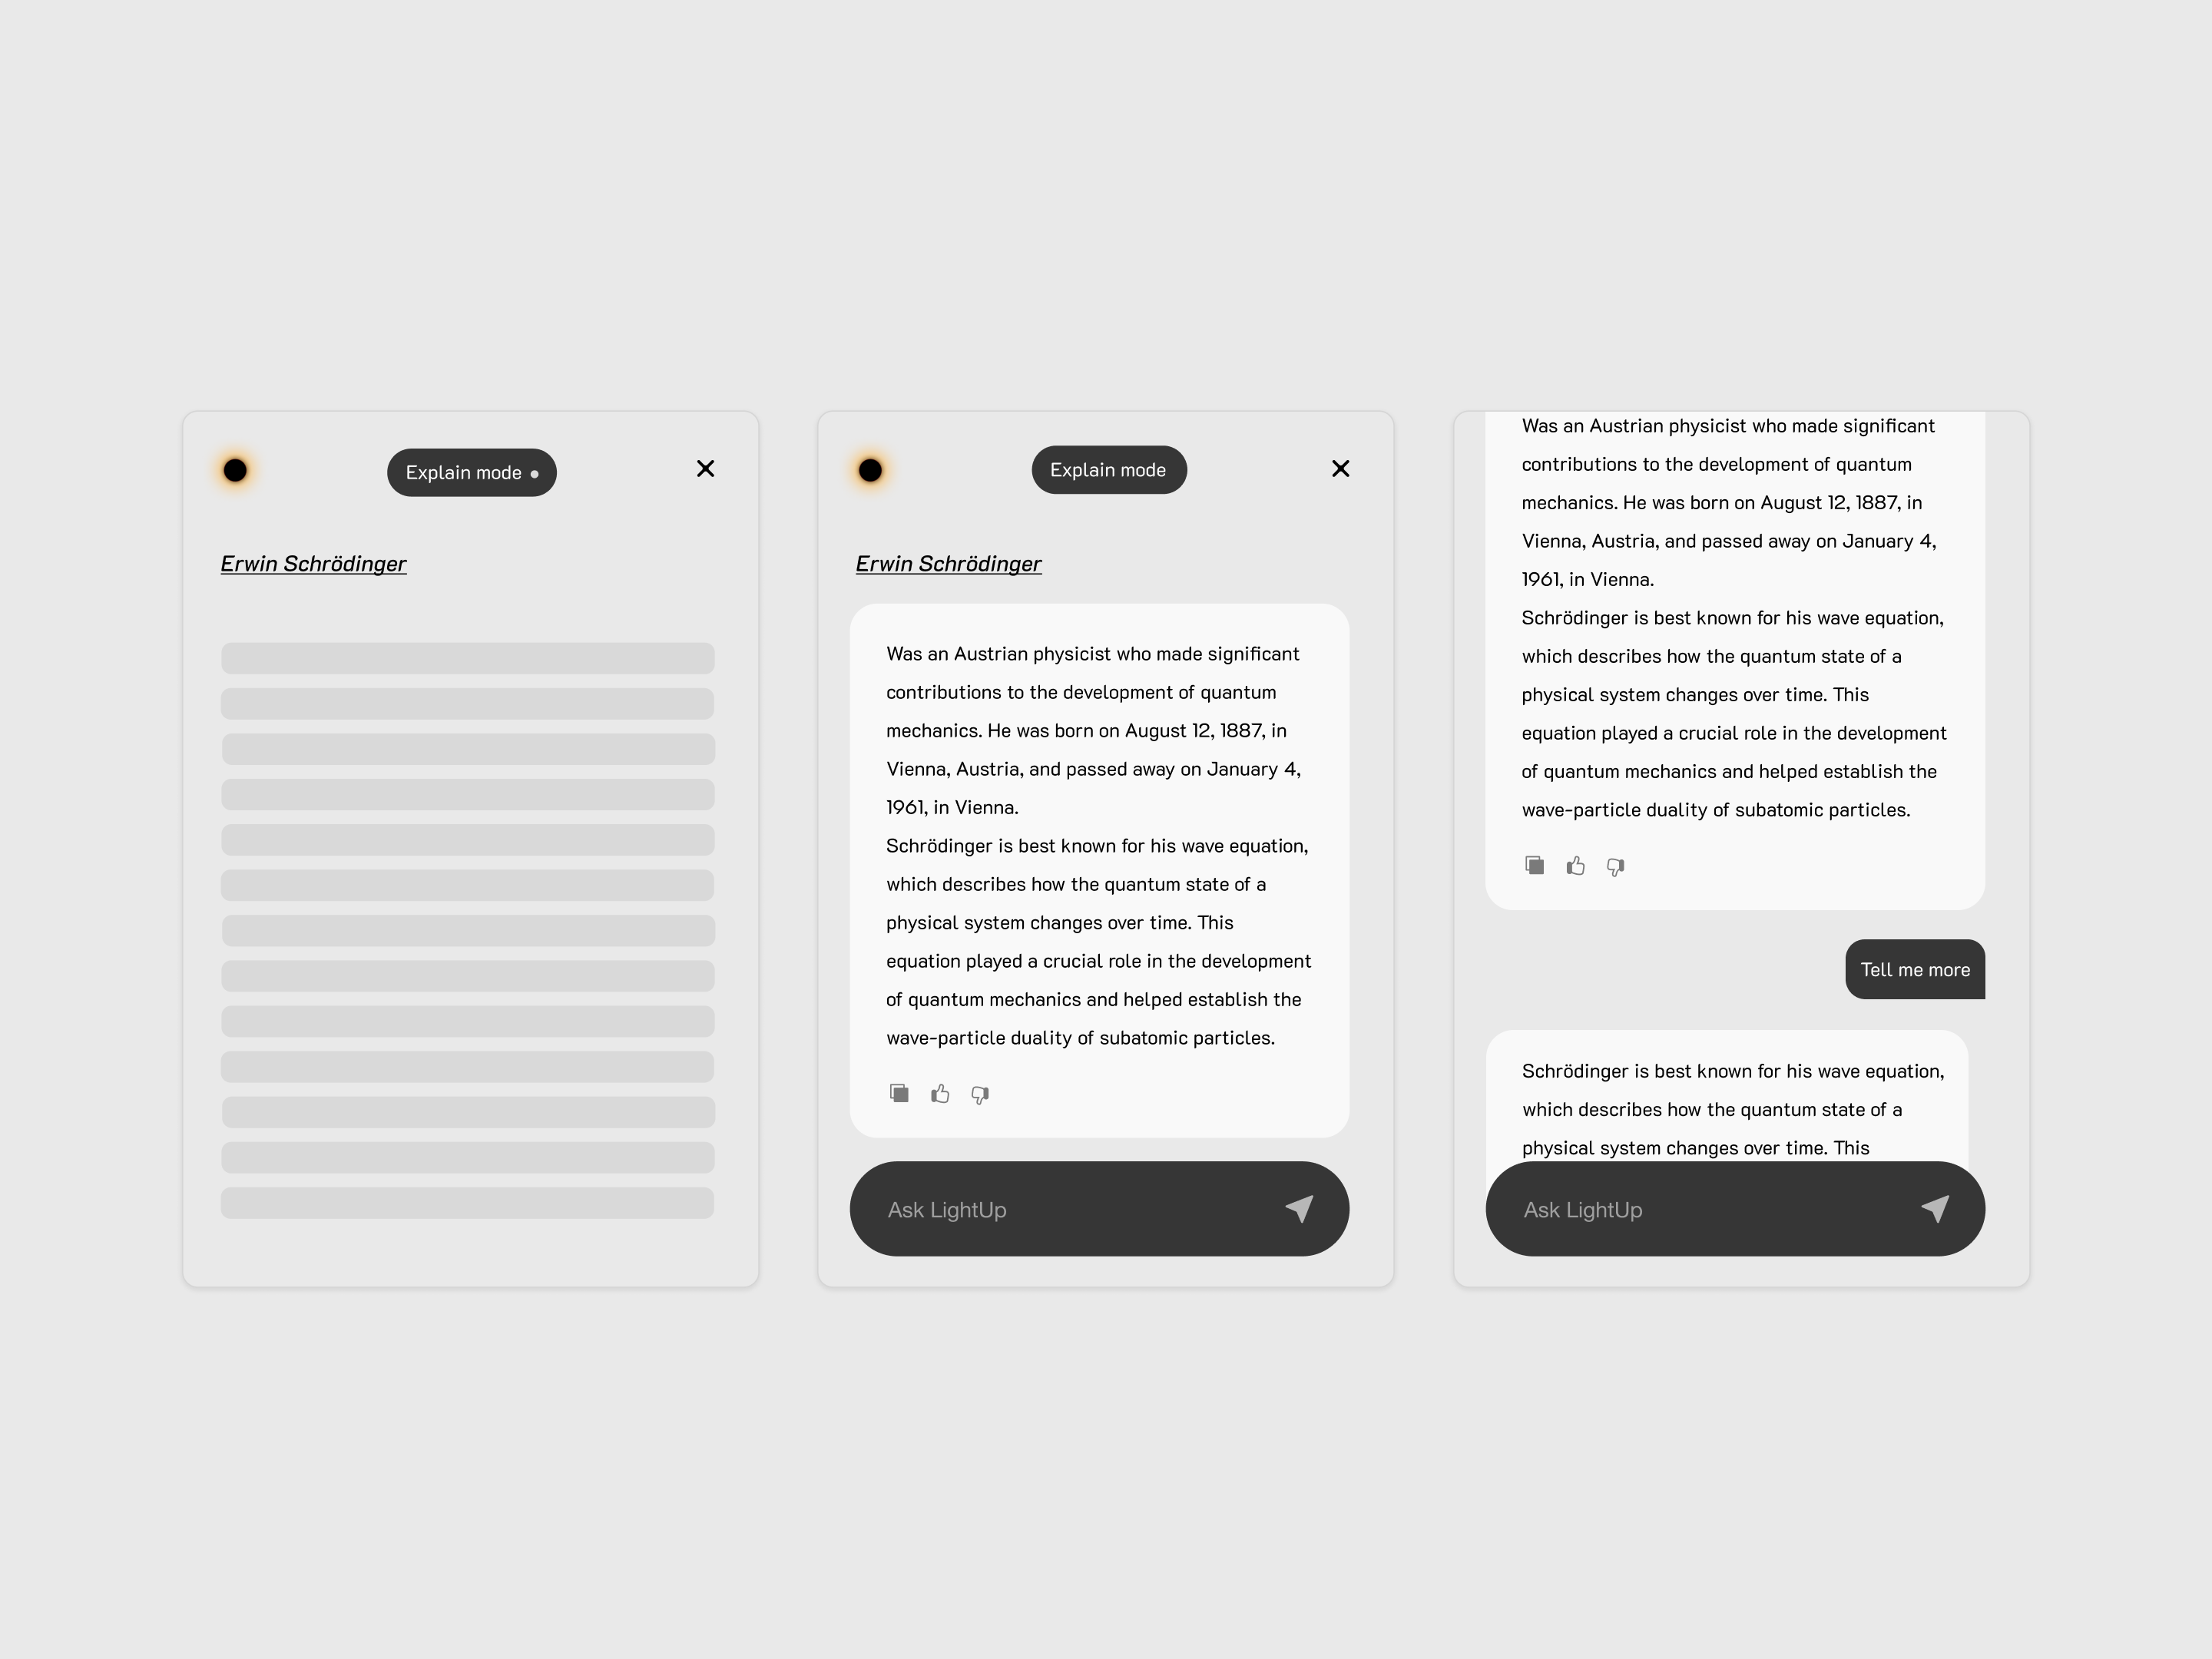 Explain mode
Erwin Schrödinger
Explain mode
Erwin Schrödinger
Was an Austrian physicist who made significant
contributions to the development of quantum
mechanics. He was born on August 12, 1887, in
Vienna, Austria, and passed away on January 4,
1961, in Vienna.
Schrödinger is best known for his wave equation,
which describes how the quantum state of a
physical system changes over time. This
equation played a crucial role in the development
of quantum mechanics and helped establish the
wave-particle duality of subatomic particles.
Ask LightUp
Was an Austrian physicist who made significant
contributions to the development of quantum
mechanics. He was born on August 12, 1887, in
Vienna, Austria, and passed away on January 4,
1961, in Vienna.
Schrödinger is best known for his wave equation,
which describes how the quantum state of a
physical system changes over time. This
equation played a crucial role in the development
of quantum mechanics and helped establish the
wave-particle duality of subatomic particles.
Tell me more
Schrödinger is best known for his wave equation,
which describes how the quantum state of a
physical system changes over time. This
Ask LightUp